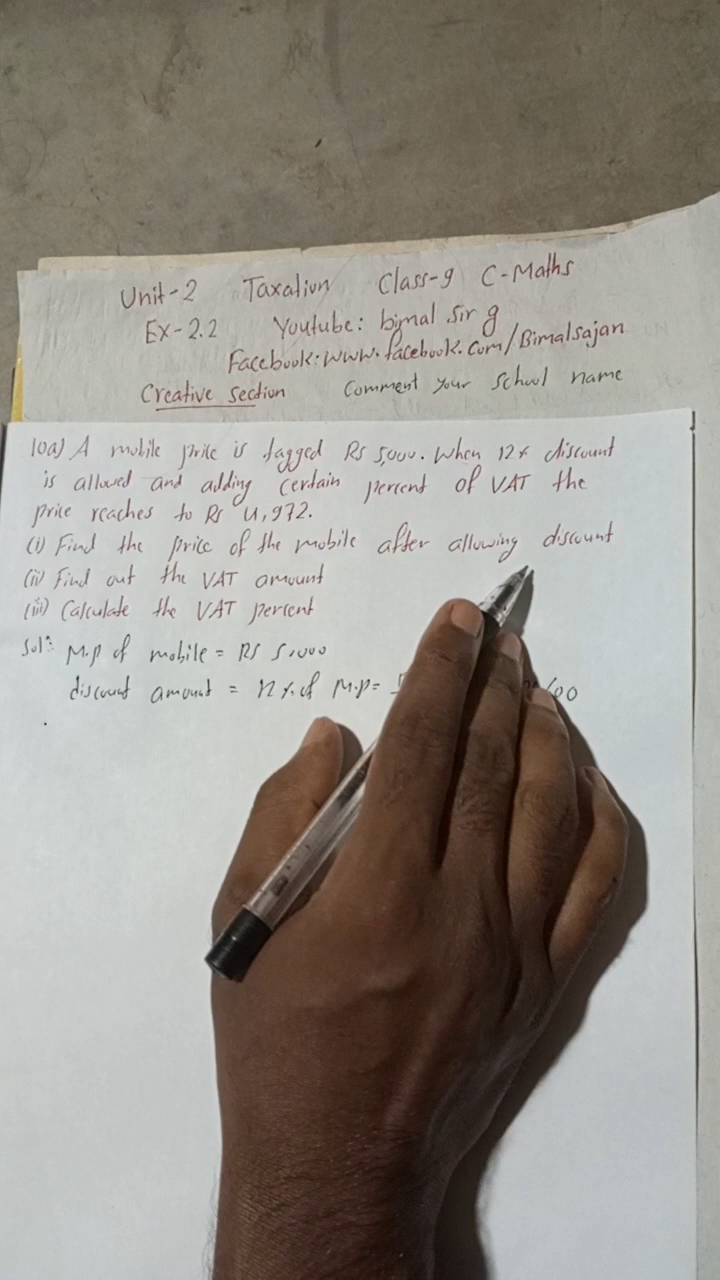 Unit-2 Taxation Class-9 C-Maths
Ex-2.2 Youtube: bimal sir g
Facebook: www.facebook.com/Bimalsajan
Creative section Comment your school name
10a) A mobile price is tagged Rs 5,000. When 12% discount
is allowed and adding certain percent of VAT the
price reaches to Rs 4,972.
(i) Find the price of the mobile after allowing discount
(ii) Find out the VAT amount
(iii) Calculate the VAT percent
Solⁿ: M.p of mobile = RS 5,000
discount amount = 12% of M.p =